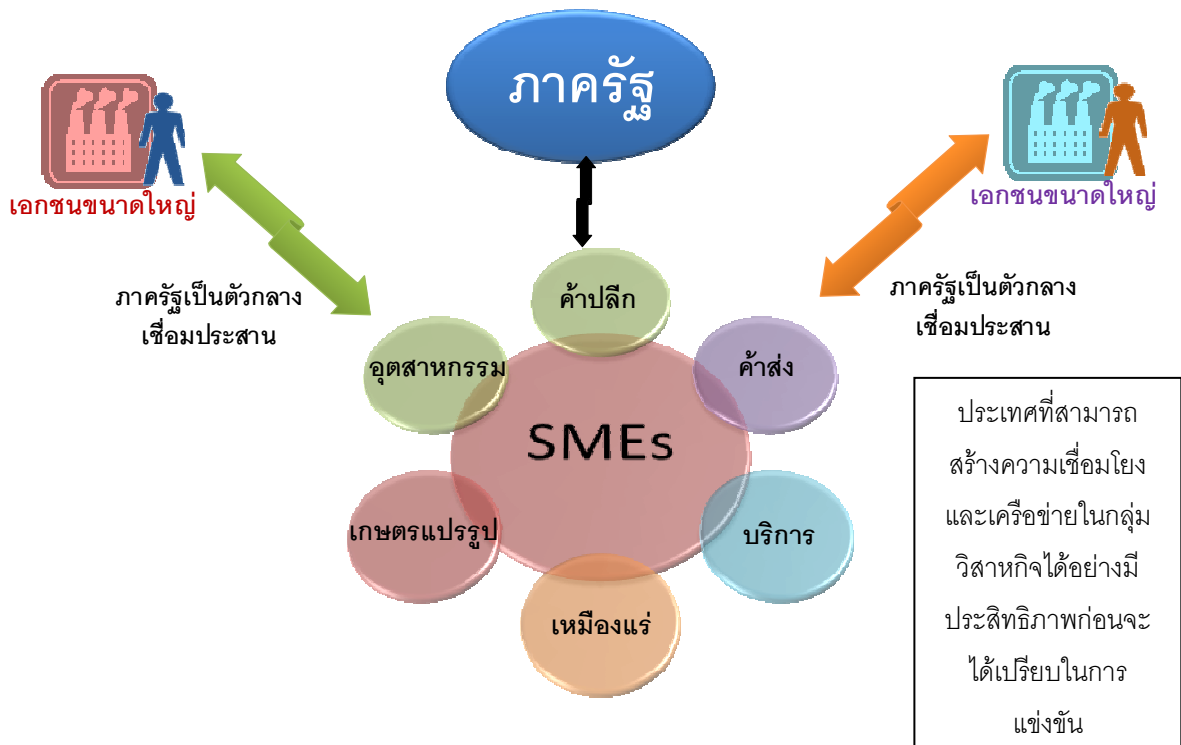 ภาครัฐ
เอกชนขนาดใหญ่
เอกชนขนาดใหญ่
ภาครัฐเป็นตัวกลาง
เชื่อมประสาน
ภาครัฐเป็นตัวกลาง
เชื่อมประสาน
ค้าปลีก
อุตสาหกรรม
ค้าส่ง
SMEs
เกษตรแปรรูป
บริการ
เหมืองแร่
ประเทศที่สามารถ
สร้างความเชื่อมโยง
และเครือข่ายในกลุ่ม
วิสาหกิจได้อย่างมี
ประสิทธิภาพก่อนจะ
ได้เปรียบในการ
แข่งขัน